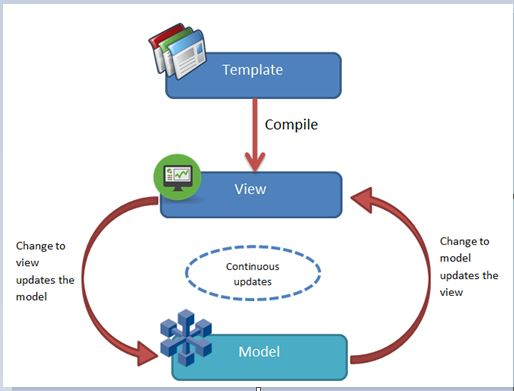 Template
Compile
View
Change to
view
updates the
model
Continuous
updates
Change to
model
updates the
view
Model